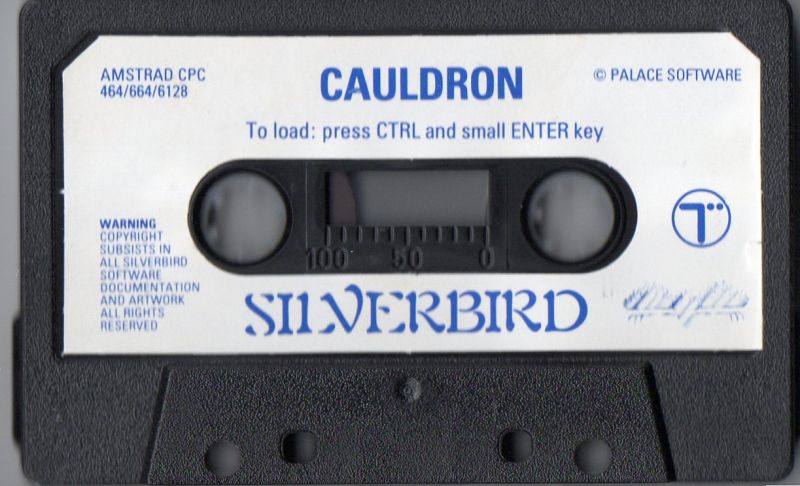 AMSTRAD CPC
464/664/6128
CAULDRON
© PALACE SOFTWARE
To load: press CTRL and small ENTER key
WARNING
COPYRIGHT
SUBSISTS IN
ALL SILVERBIRD
SOFTWARE
DOCUMENTATION
AND ARTWORK
ALL RIGHTS
RESERVED
100 50 0
SILVERBIRD